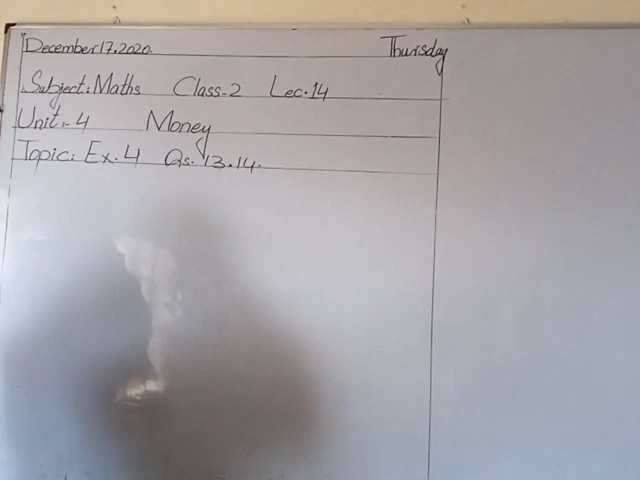 December 17.2020. Thursday
Subject: Maths Class-2 Lec.14
Unit:-4 Money
Topic: Ex.4 Qs. 13.14.